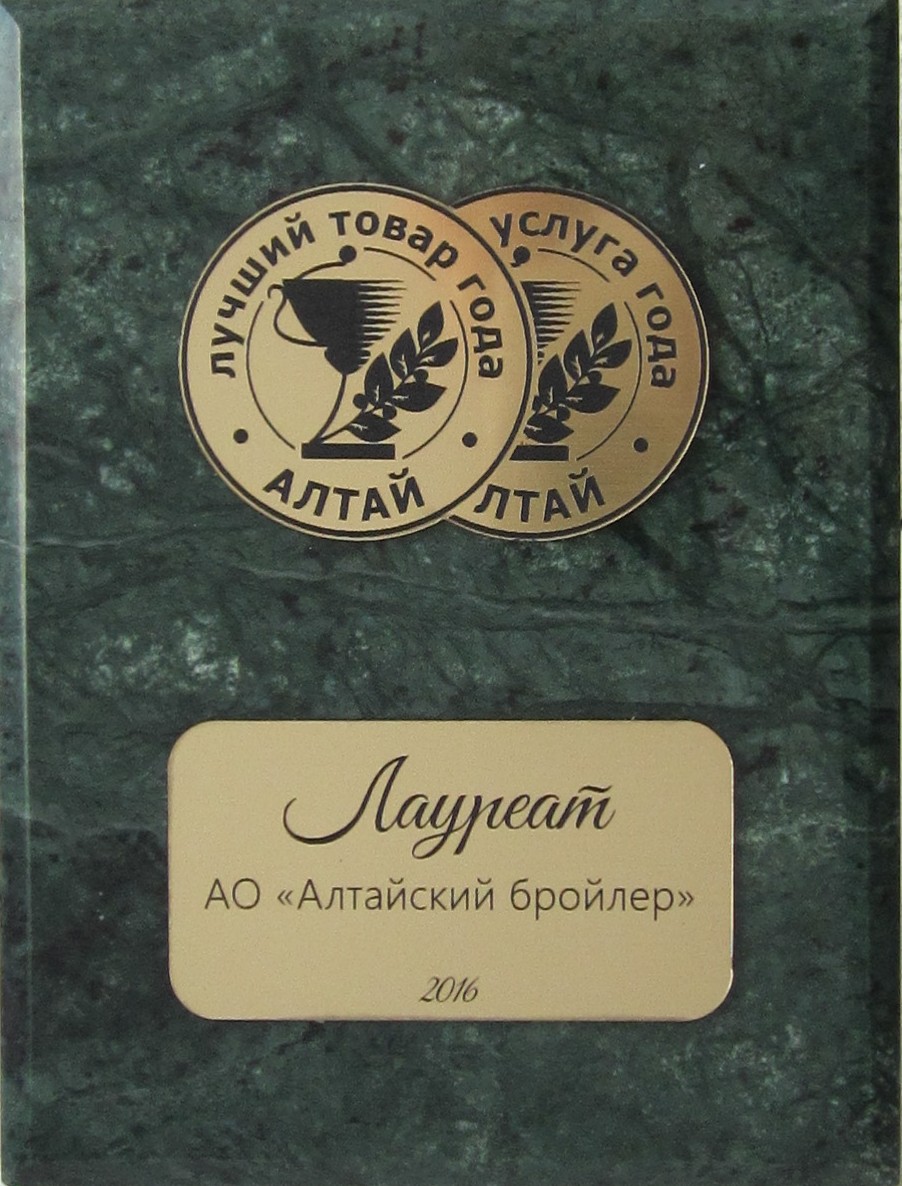 лучший товар года
АЛТАЙ
услуга года
ЛТАЙ
Лауреат
АО «Алтайский бройлер»
2016